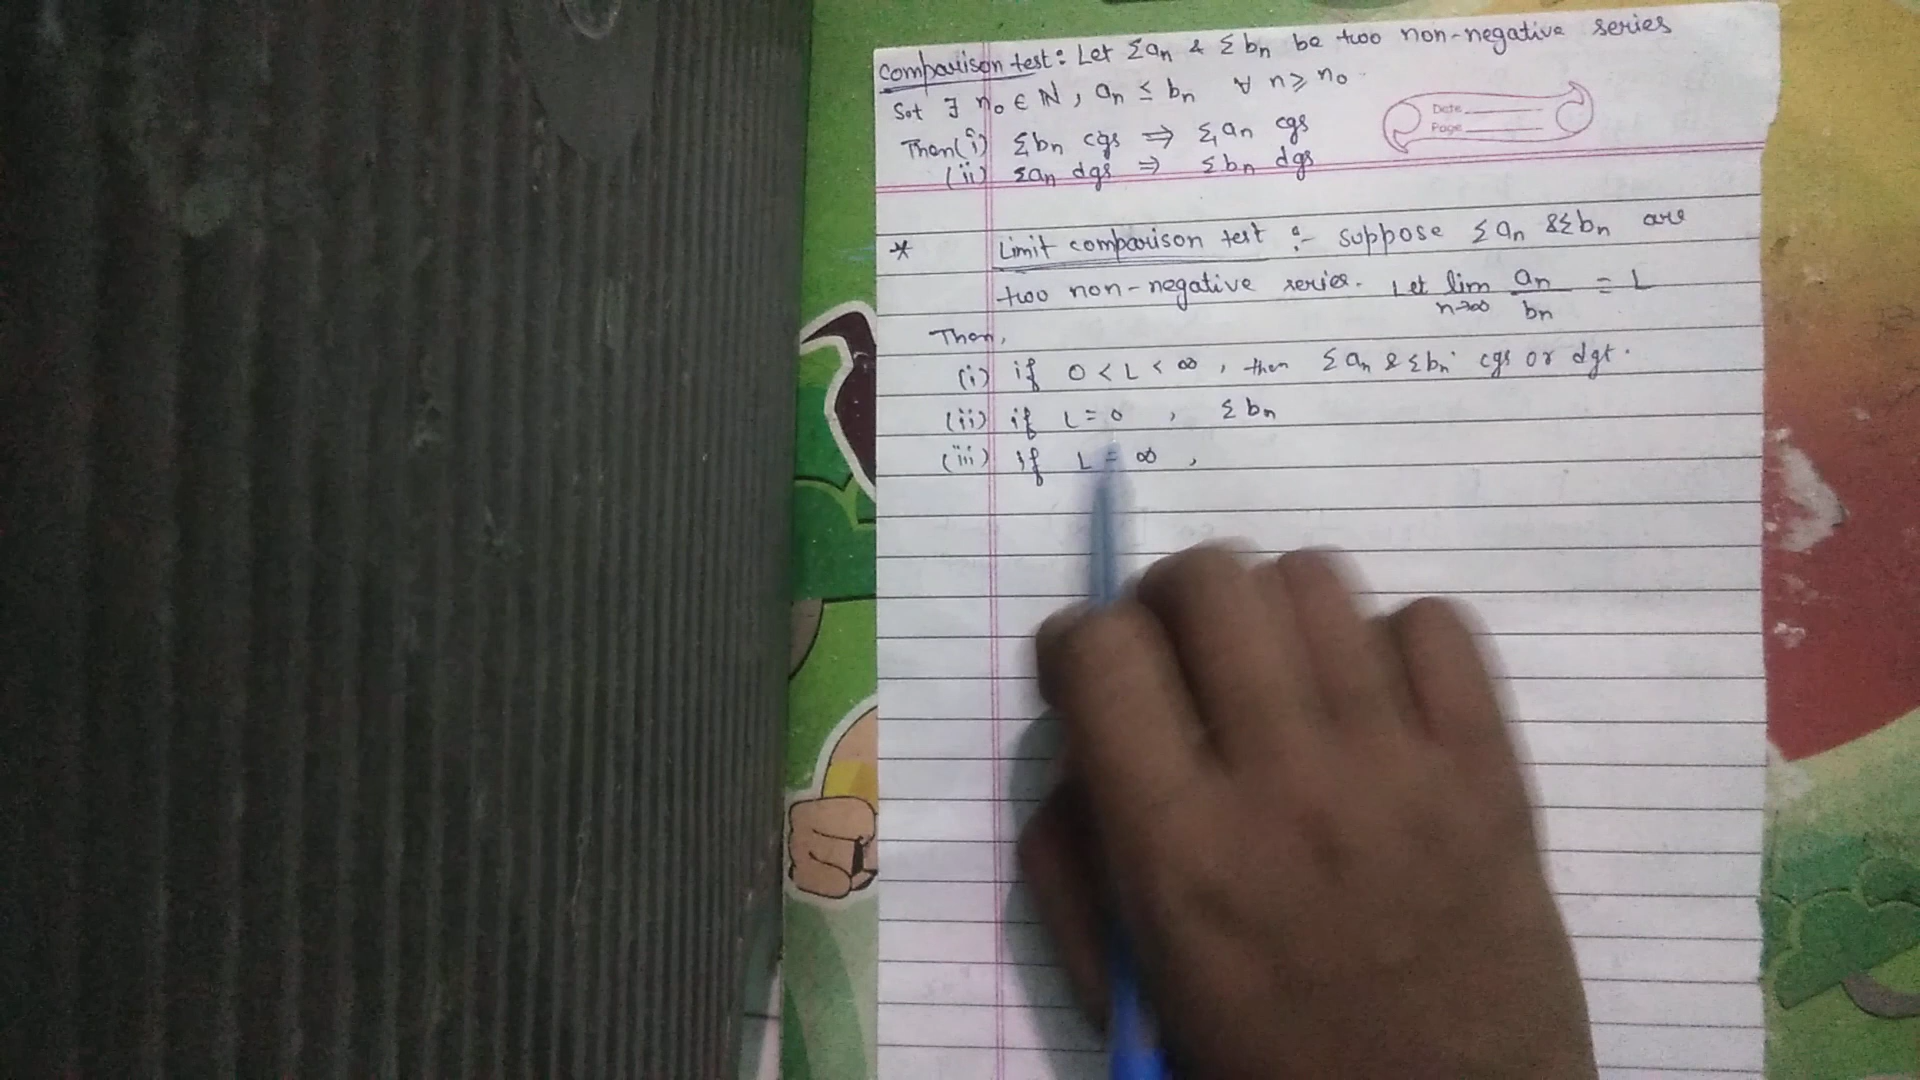 Comparison test: Let Σan & Σbn be two non-negative series
Sot ∃ n₀ ∈ ℕ, an ≤ bn ∀ n ≥ n₀
Date
Page
Then (i) Σbn cgs ⇒ Σan cgs
(ii) Σan dgs ⇒ Σbn dgs
* Limit comparison test :- suppose Σan & Σbn are
two non-negative series. Let lim n→∞ an/bn = L
Then,
(i) if 0 < L < ∞, then Σan & Σbn cgs or dgt.
(ii) if L = 0, Σbn
(iii) if L = ∞,